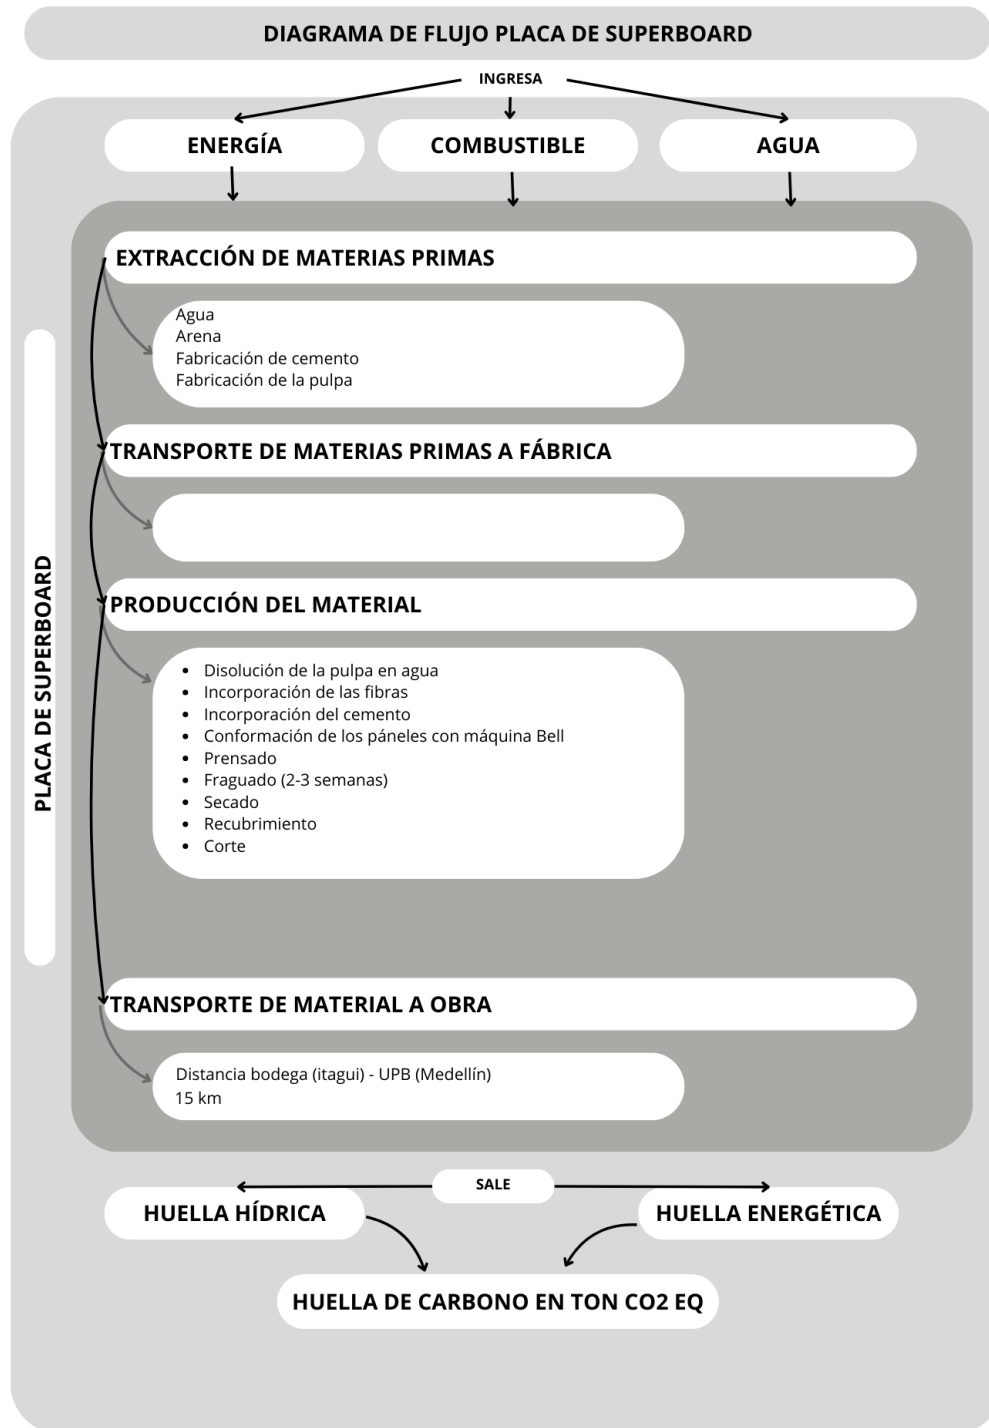 DIAGRAMA DE FLUJO PLACA DE SUPERBOARD
INGRESA
ENERGÍA
COMBUSTIBLE
AGUA
PLACA DE SUPERBOARD
EXTRACCIÓN DE MATERIAS PRIMAS
Agua
Arena
Fabricación de cemento
Fabricación de la pulpa
TRANSPORTE DE MATERIAS PRIMAS A FÁBRICA
PRODUCCIÓN DEL MATERIAL
• Disolución de la pulpa en agua
• Incorporación de las fibras
• Incorporación del cemento
• Conformación de los páneles con máquina Bell
• Prensado
• Fraguado (2-3 semanas)
• Secado
• Recubrimiento
• Corte
TRANSPORTE DE MATERIAL A OBRA
Distancia bodega (itagui) - UPB (Medellín)
15 km
SALE
HUELLA HÍDRICA
HUELLA ENERGÉTICA
HUELLA DE CARBONO EN TON CO2 EQ